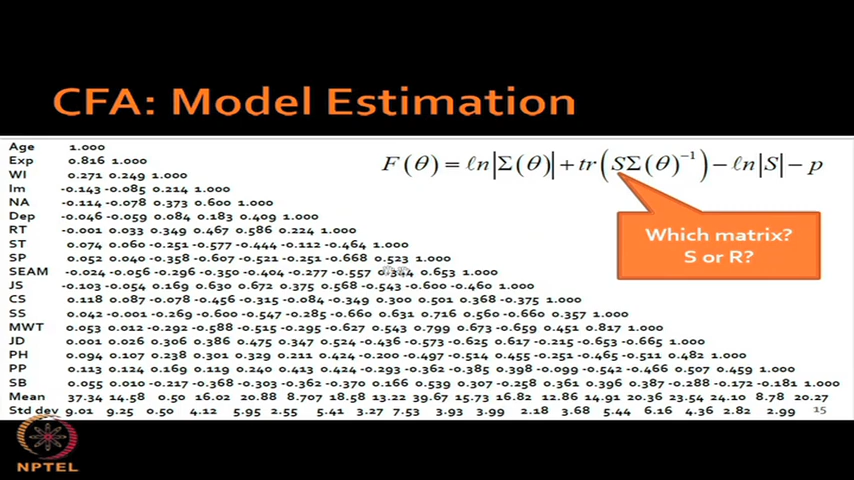 CFA: Model Estimation
Age 1.000
Exp 0.816 1.000
WI 0.271 0.249 1.000
Im -0.143 -0.085 0.214 1.000
NA -0.114 -0.078 0.373 0.600 1.000
Dep -0.046 -0.059 0.084 0.183 0.409 1.000
RT -0.001 0.033 0.349 0.467 0.586 0.224 1.000
ST 0.074 0.060 -0.251 -0.577 -0.444 -0.112 -0.464 1.000
SP 0.052 0.040 -0.358 -0.607 -0.521 -0.251 -0.668 0.523 1.000
SEAM -0.024 -0.056 -0.296 -0.350 -0.404 -0.277 -0.557 0.344 0.653 1.000
JS -0.103 -0.054 0.169 0.630 0.672 0.375 0.568 -0.543 -0.600 -0.460 1.000
CS 0.118 0.087 -0.078 -0.456 -0.315 -0.084 -0.349 0.300 0.501 0.368 -0.375 1.000
SS 0.042 -0.001 -0.269 -0.600 -0.547 -0.285 -0.660 0.631 0.716 0.560 -0.660 0.357 1.000
MWT 0.053 0.012 -0.292 -0.588 -0.515 -0.295 -0.627 0.543 0.799 0.673 -0.659 0.451 0.817 1.000
JD 0.001 0.026 0.306 0.386 0.475 0.347 0.524 -0.436 -0.573 -0.625 0.617 -0.215 -0.653 -0.665 1.000
PH 0.094 0.107 0.238 0.301 0.329 0.211 0.424 -0.200 -0.497 -0.514 0.455 -0.251 -0.465 -0.511 0.482 1.000
PP 0.113 0.124 0.169 0.119 0.240 0.413 0.424 -0.293 -0.362 -0.385 0.398 -0.099 -0.542 -0.466 0.507 0.459 1.000
SB 0.055 0.010 -0.217 -0.368 -0.303 -0.362 -0.370 0.166 0.539 0.307 -0.258 0.361 0.396 0.387 -0.288 -0.172 -0.181 1.000
Mean 37.34 14.58 0.50 16.02 20.88 8.707 18.58 13.22 39.67 15.73 16.82 12.86 14.91 20.36 23.54 24.10 8.78 20.27
Std dev 9.01 9.25 0.50 4.12 5.95 2.55 5.41 3.27 7.53 3.93 3.99 2.18 3.68 5.44 6.16 4.36 2.82 2.99
F(θ) = ℓn|Σ(θ)| + tr(SΣ(θ)⁻¹) − ℓn|S| − p
Which matrix?
S or R?
15
NPTEL